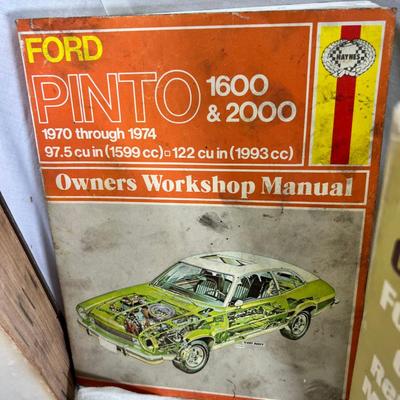 FORD
PINTO
1600
& 2000
HAYNES
1970 through 1974
97.5 cu in (1599 cc) □ 122 cu in (1993 cc)
Owners Workshop Manual